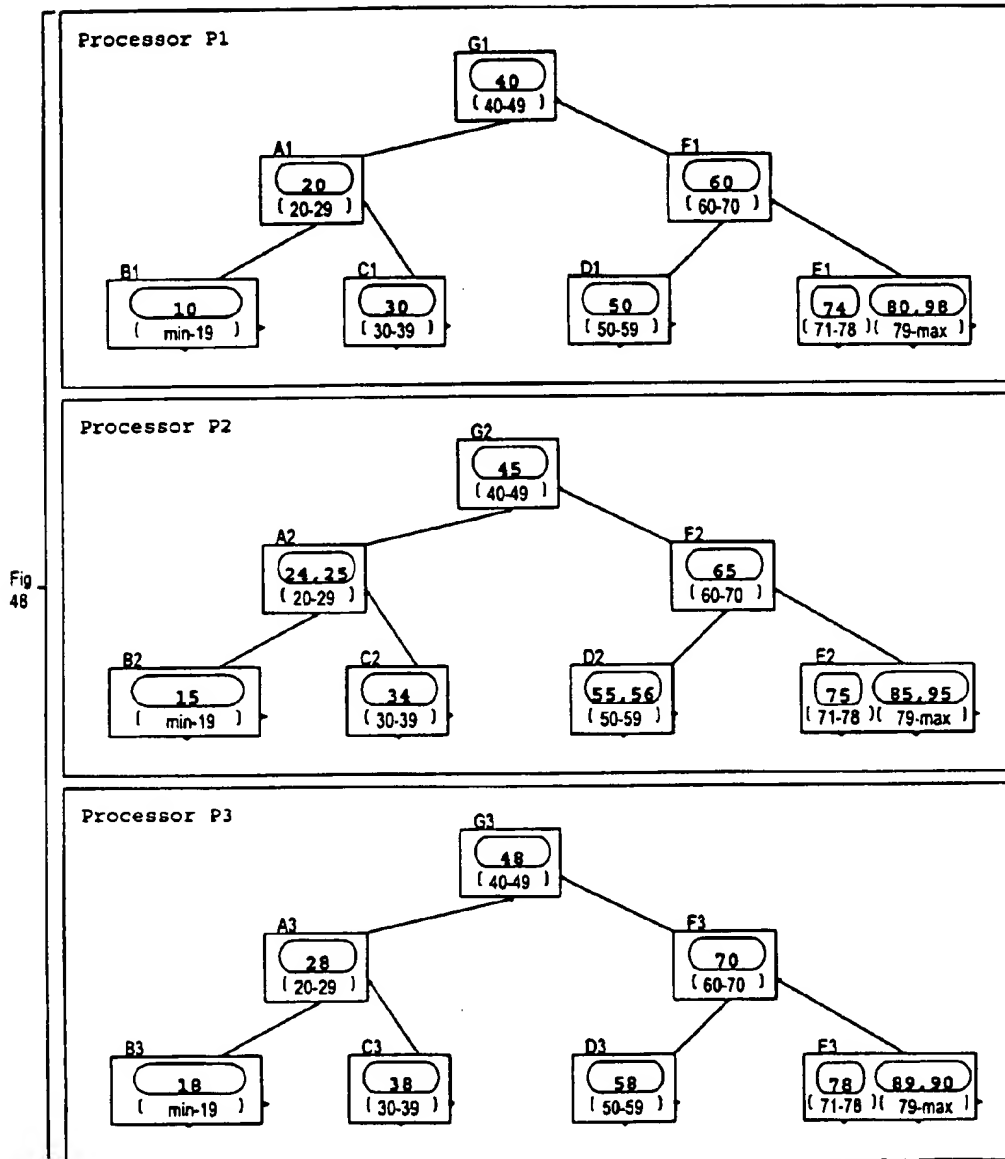 Processor P1
G1
40
( 40-49 )
A1
20
( 20-29 )
F1
60
( 60-70 )
B1
10
( min-19 )
C1
30
( 30-39 )
D1
50
( 50-59 )
E1
74 80,98
( 71-78 )( 79-max )
Processor P2
G2
45
( 40-49 )
A2
24,25
( 20-29 )
F2
65
( 60-70 )
Fig
48
B2
15
( min-19 )
C2
34
( 30-39 )
D2
55,56
( 50-59 )
E2
75 85,95
( 71-78 )( 79-max )
Processor P3
G3
48
( 40-49 )
A3
28
( 20-29 )
F3
70
( 60-70 )
B3
18
( min-19 )
C3
38
( 30-39 )
D3
58
( 50-59 )
E3
78 89,90
( 71-78 )( 79-max )